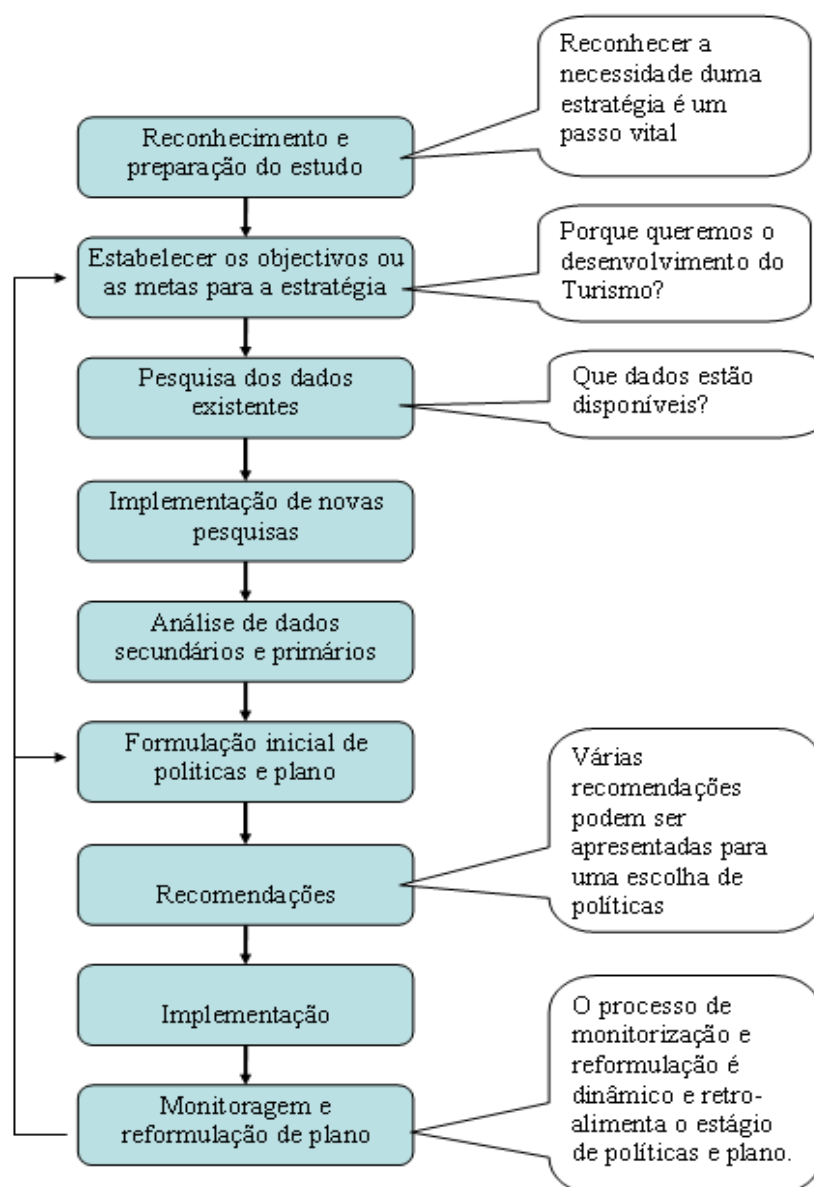 Reconhecer a
necessidade duma
estratégia é um
passo vital
Reconhecimento e
preparação do estudo
Estabelecer os objectivos ou
as metas para a estratégia
Porque queremos o
desenvolvimento do
Turismo?
Pesquisa dos dados
existentes
Que dados estão
disponíveis?
Implementação de novas
pesquisas
Análise de dados
secundários e primários
Formulação inicial de
politicas e plano
Várias
recomendações
podem ser
apresentadas para
uma escolha de
políticas
Recomendações
Implementação
O processo de
monitorização e
reformulação é
dinâmico e retro-
alimenta o estágio
de políticas e plano.
Monitoragem e
reformulação de plano